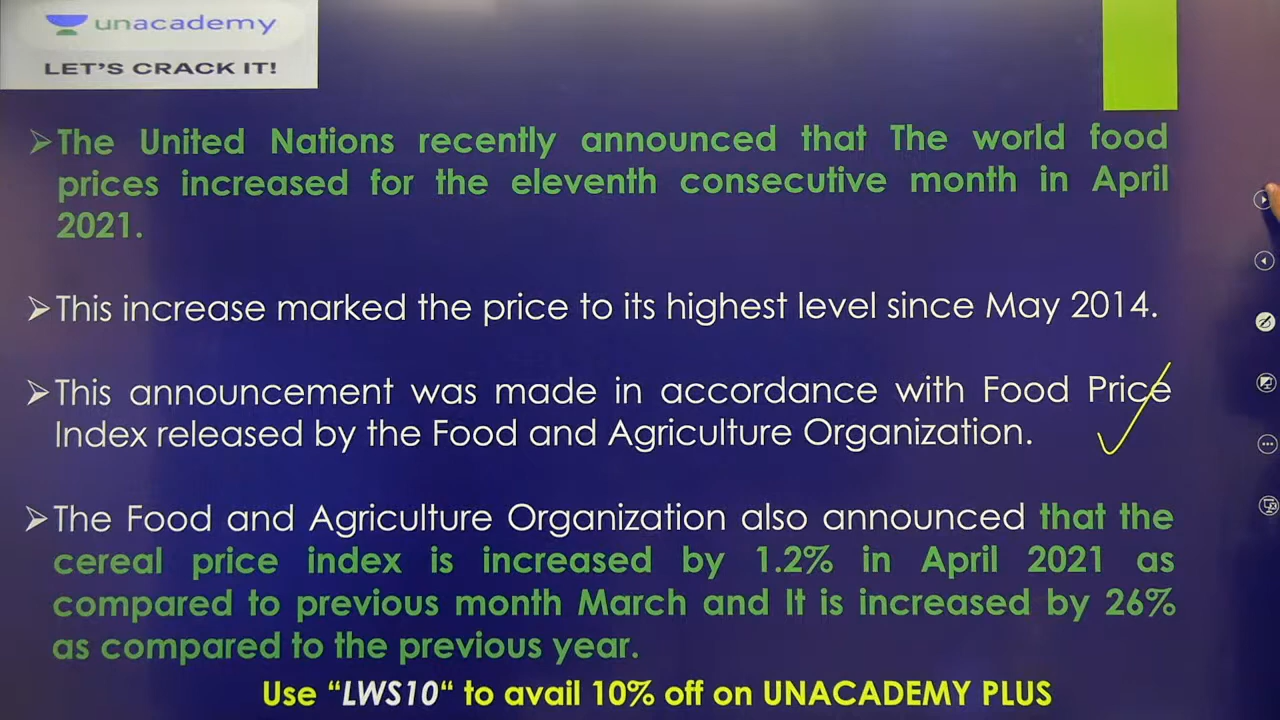 unacademy
LET'S CRACK IT!
The United Nations recently announced that The world food
prices increased for the eleventh consecutive month in April
2021.
This increase marked the price to its highest level since May 2014.
This announcement was made in accordance with Food Price
Index released by the Food and Agriculture Organization.
The Food and Agriculture Organization also announced that the
cereal price index is increased by 1.2% in April 2021 as
compared to previous month March and It is increased by 26%
as compared to the previous year.
Use “LWS10“ to avail 10% off on UNACADEMY PLUS